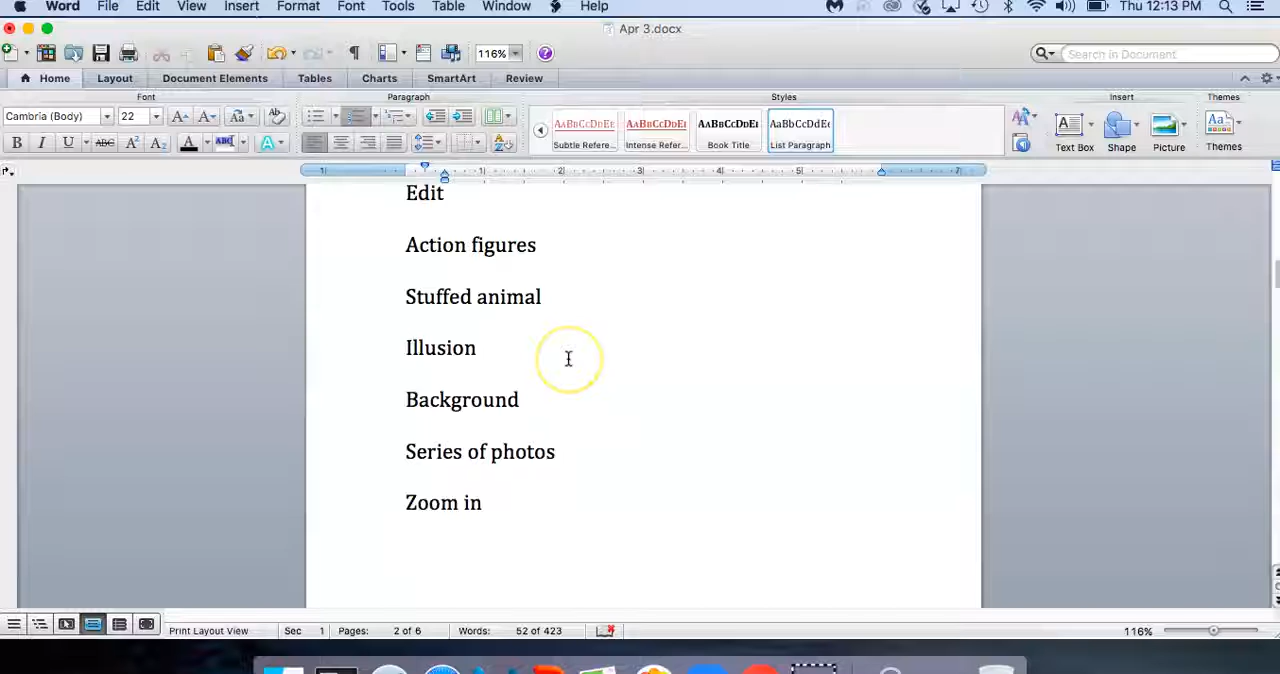 Word File Edit View Insert Format Font Tools Table Window Help Thu 12:13 PM
Apr 3.docx
116% Search in Document
Home Layout Document Elements Tables Charts SmartArt Review
Font Paragraph Styles Insert Themes
Cambria (Body) 22 AaBbCcDdEe AaBbCcDdEe AaBbCcDdEe AaBbCcDdEe
Subtle Refere... Intense Refer... Book Title List Paragraph Text Box Shape Picture Themes
Edit
Action figures
Stuffed animal
Illusion
Background
Series of photos
Zoom in
Print Layout View Sec 1 Pages: 2 of 6 Words: 52 of 423 116%